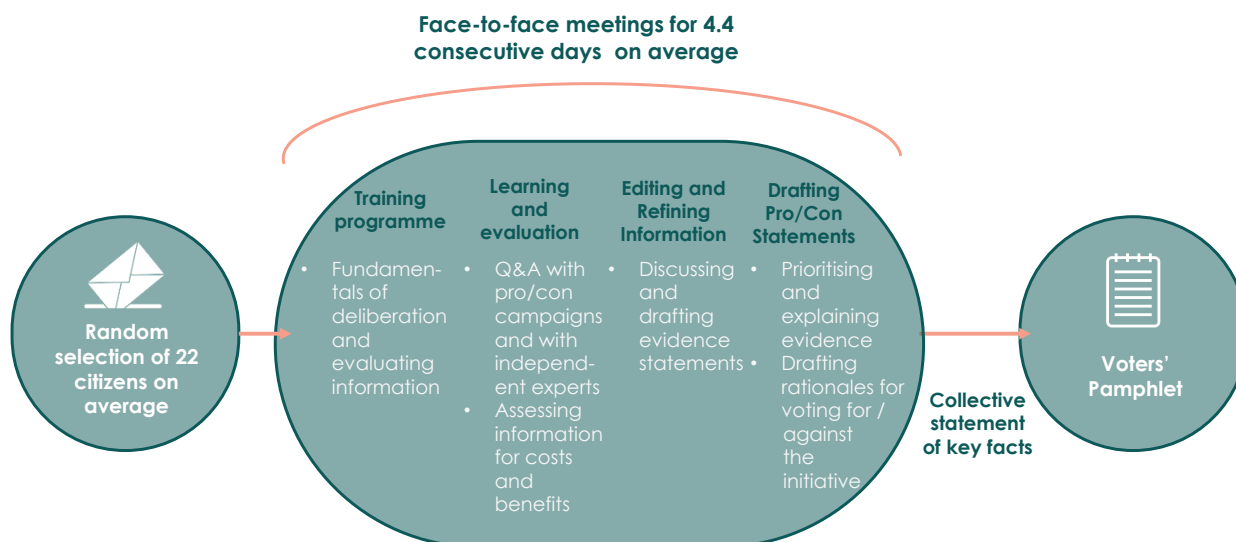 Face-to-face meetings for 4.4
consecutive days on average
Random
selection of 22
citizens on
average
Training
programme
• Fundamen-
tals of
deliberation
and
evaluating
information
Learning
and
evaluation
• Q&A with
pro/con
campaigns
and with
independ-
ent experts
• Assessing
information
for costs
and
benefits
Editing and
Refining
Information
• Discussing
and
drafting
evidence
statements
Drafting
Pro/Con
Statements
• Prioritising
and
explaining
evidence
• Drafting
rationales for
voting for /
against
the
initiative
Collective
statement
of key facts
Voters'
Pamphlet